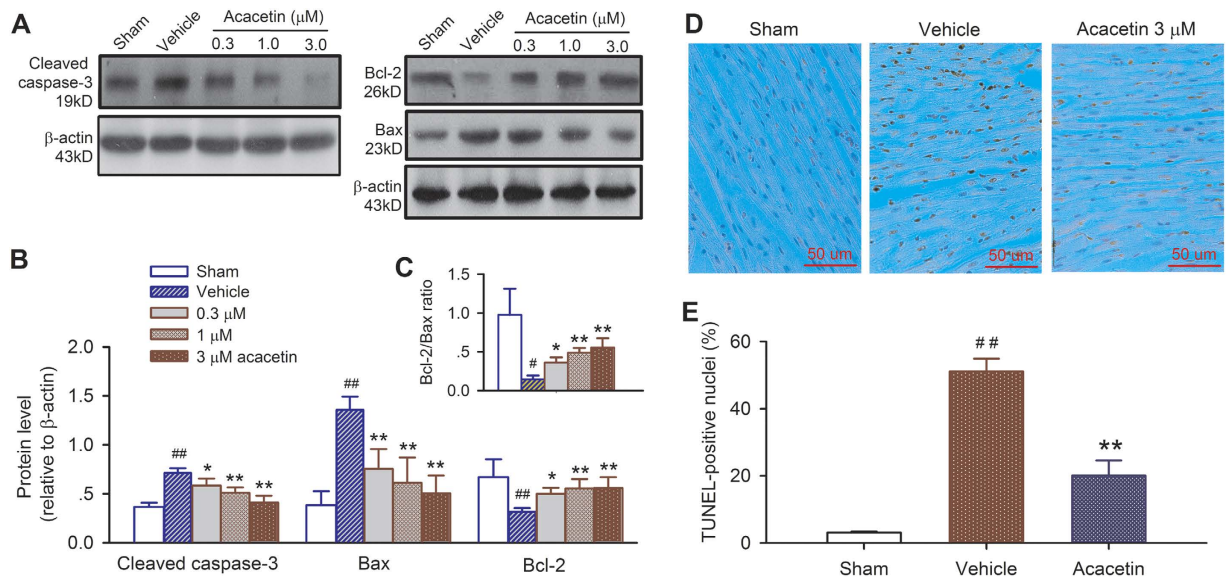 A
Sham
Vehicle
Acacetin (μM)
0.3 1.0 3.0
Cleaved
caspase-3
19kD
β-actin
43kD
Sham
Vehicle
Acacetin (μM)
0.3 1.0 3.0
Bcl-2
26kD
Bax
23kD
β-actin
43kD
B
Sham
Vehicle
0.3 μM
1 μM
3 μM acacetin
Protein level
(relative to β-actin)
2.0
1.5
1.0
.5
0.0
## * ** **
## ** ** **
## * ** **
Cleaved caspase-3 Bax Bcl-2
C
Bcl-2/Bax ratio
1.5
1.0
.5
0.0
# * ** **
D
Sham Vehicle Acacetin 3 μM
50 um 50 um 50 um
E
TUNEL-positive nuclei (%)
60
40
20
0
##
**
Sham Vehicle Acacetin